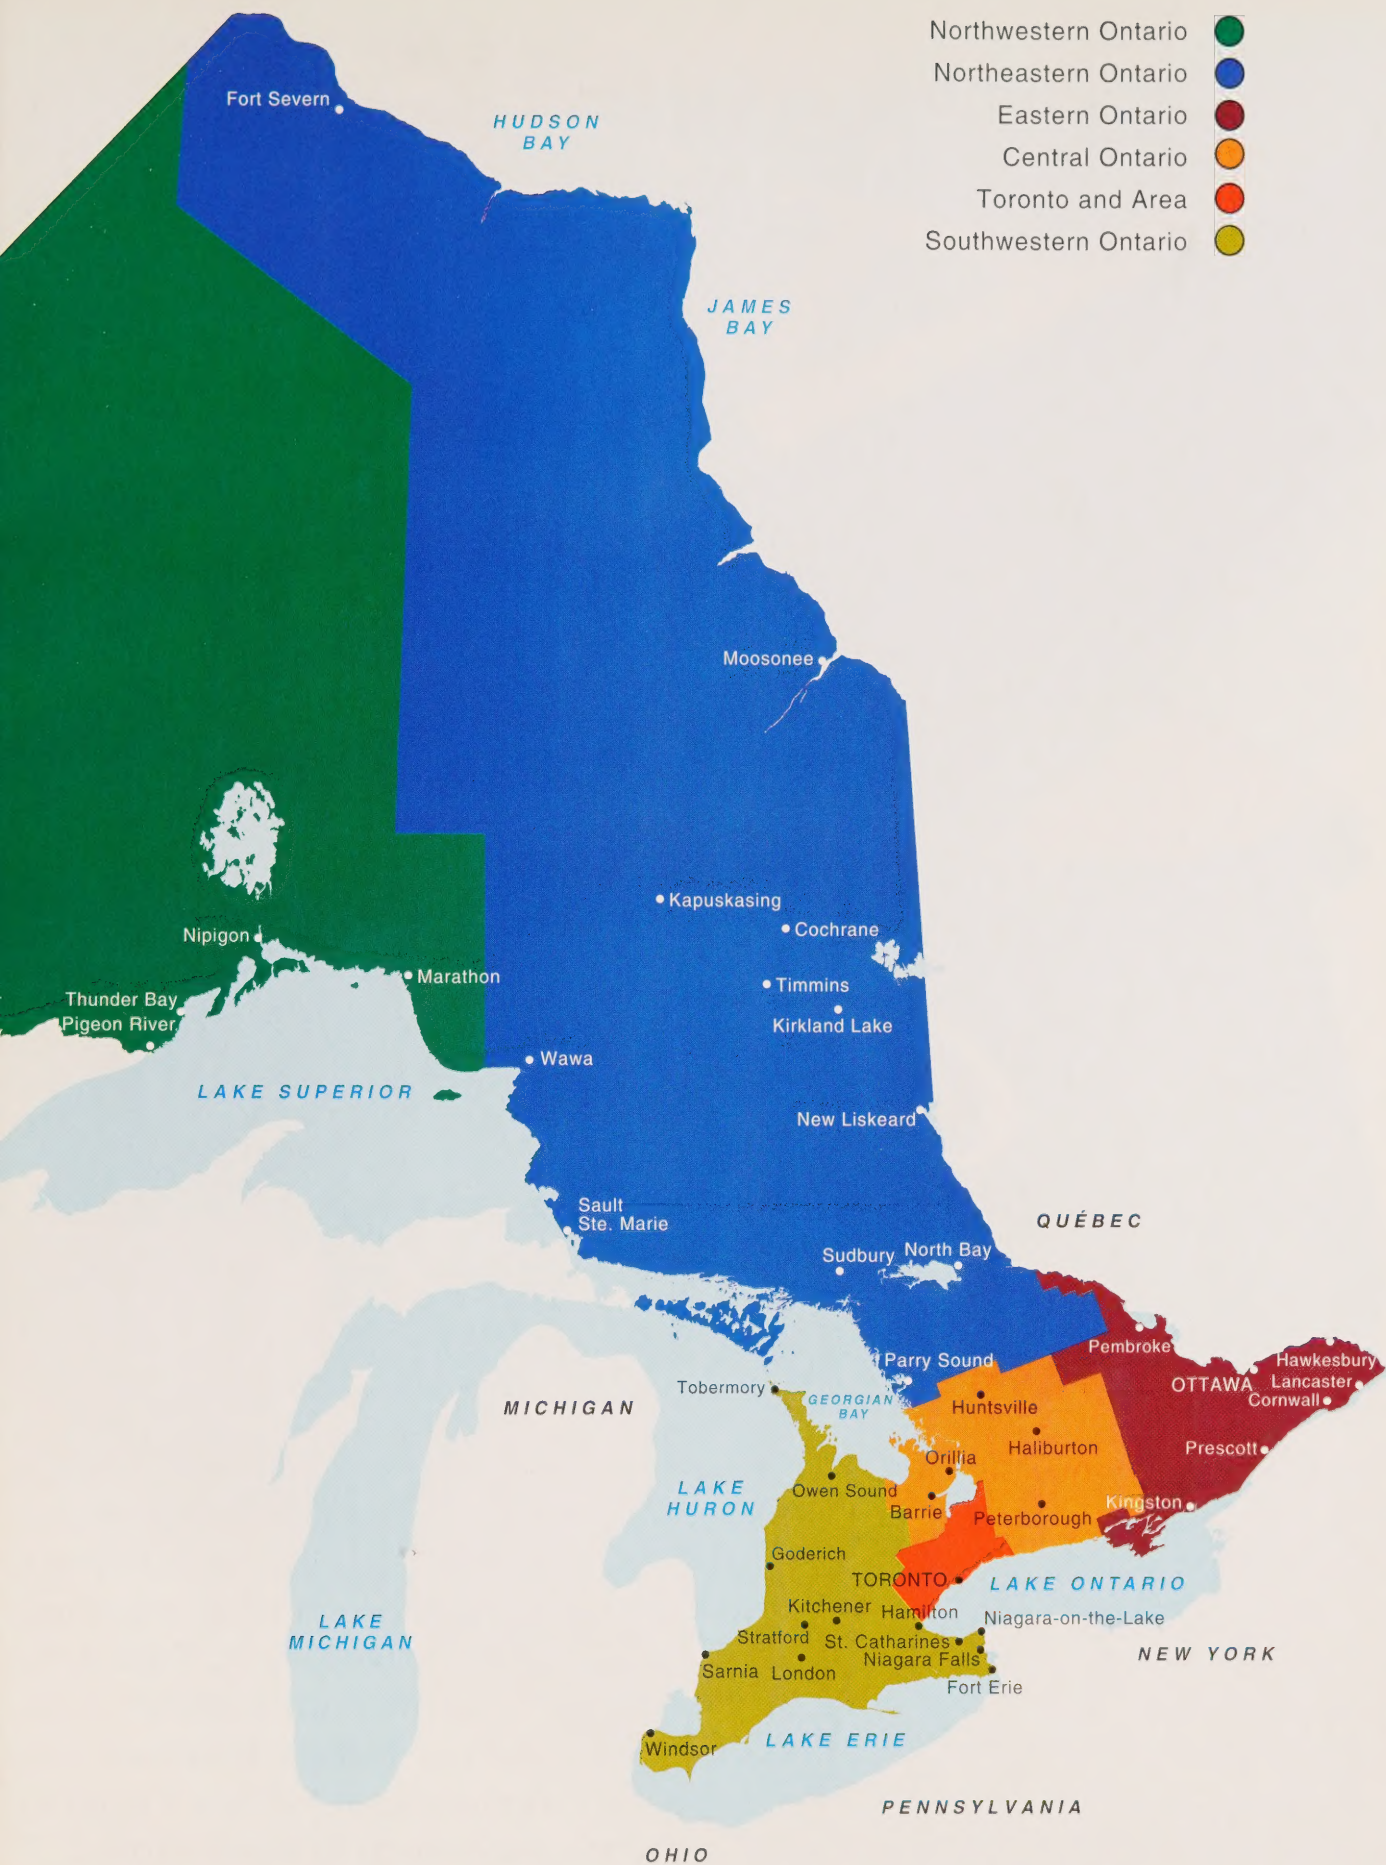 Northwestern Ontario
Northeastern Ontario
Eastern Ontario
Central Ontario
Toronto and Area
Southwestern Ontario
Fort Severn
HUDSON
BAY
JAMES
BAY
Moosonee
Kapuskasing
Cochrane
Nipigon
Marathon
Timmins
Thunder Bay
Pigeon River
Kirkland Lake
Wawa
LAKE SUPERIOR
New Liskeard
Sault
Ste. Marie
QUÉBEC
Sudbury
North Bay
Pembroke
Parry Sound
Hawkesbury
Tobermory
OTTAWA
Lancaster
GEORGIAN
BAY
Cornwall
MICHIGAN
Huntsville
Haliburton
Prescott
Orillia
LAKE
HURON
Owen Sound
Kingston
Barrie
Peterborough
Goderich
TORONTO
LAKE ONTARIO
Kitchener
Hamilton
Niagara-on-the-Lake
LAKE
MICHIGAN
Stratford
St. Catharines
NEW YORK
Niagara Falls
Sarnia
London
Fort Erie
LAKE ERIE
Windsor
PENNSYLVANIA
OHIO